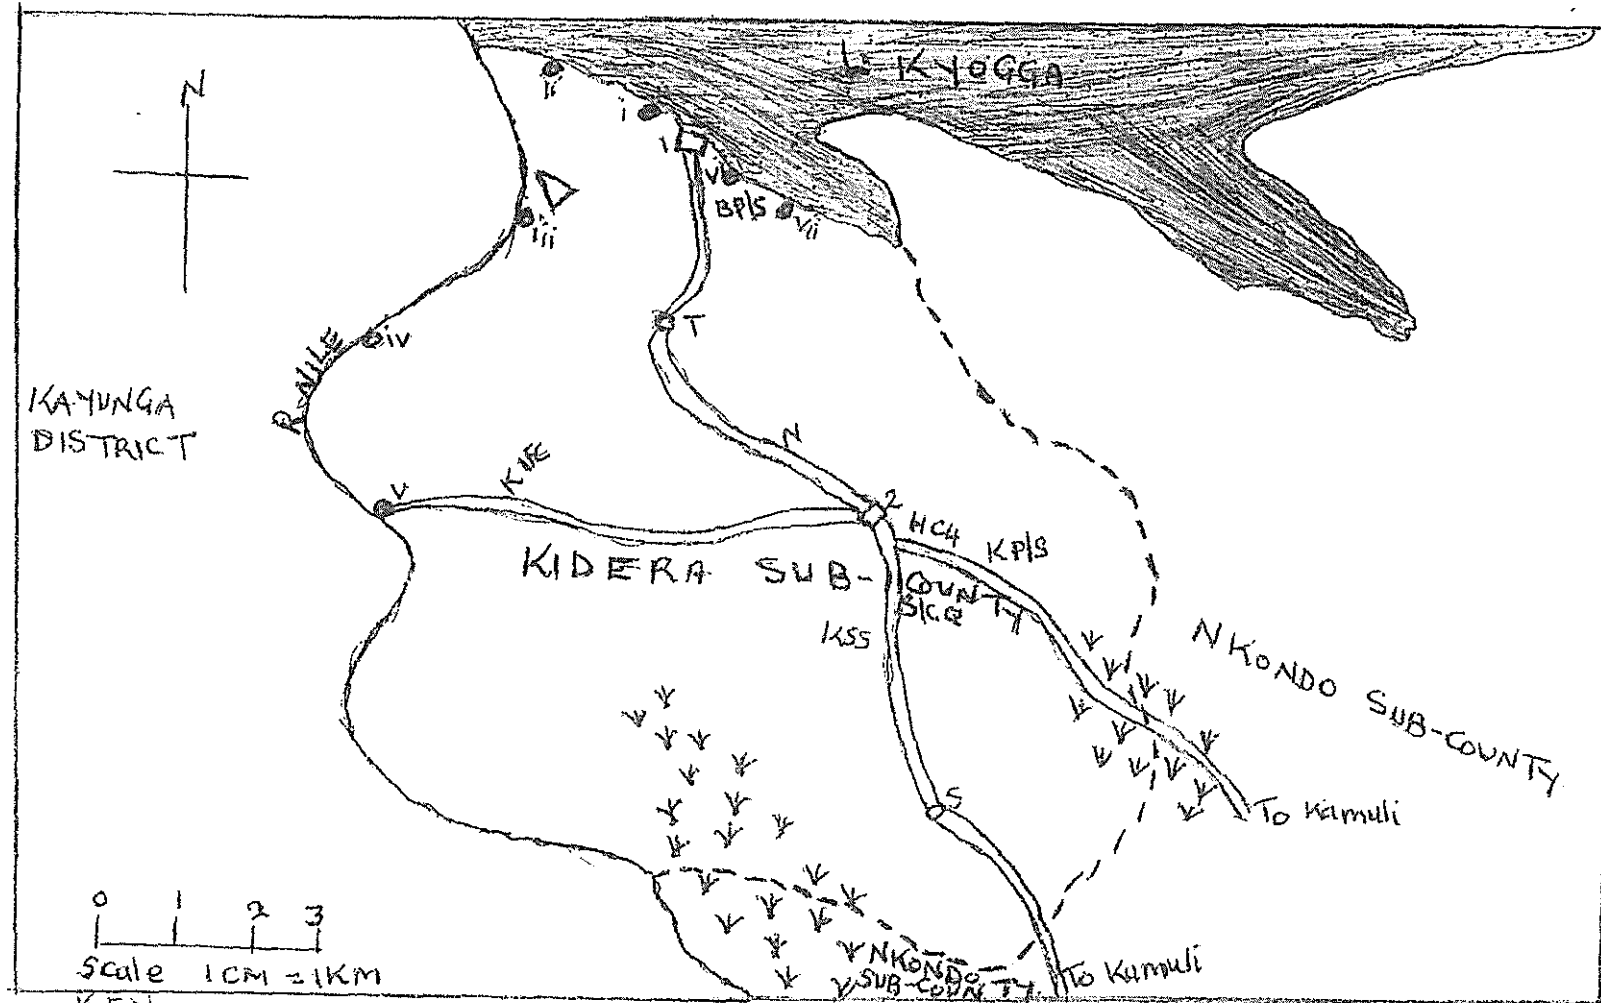 N
L. KYOGGA
ii
i
1
vi
BP/S
vii
iii
T
iv
R. NILE
KAYUNGA
DISTRICT
N
V
KIFC
2
HC4
KP/S
KIDERA SUB-COUNTY
KSS
NKONDO SUB-COUNTY
S
To Kamuli
0 1 2 3
Scale 1CM = 1KM
NKONDO
SUB-COUNTY
To Kamuli